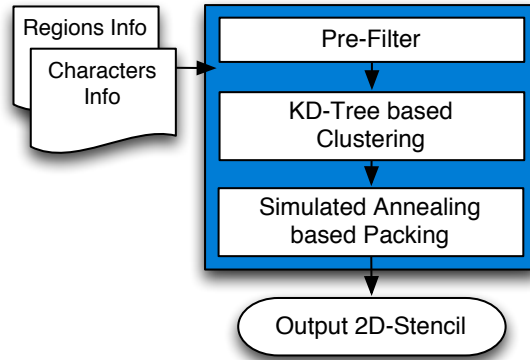 Regions Info
Characters
Info
Pre-Filter
KD-Tree based
Clustering
Simulated Annealing
based Packing
Output 2D-Stencil